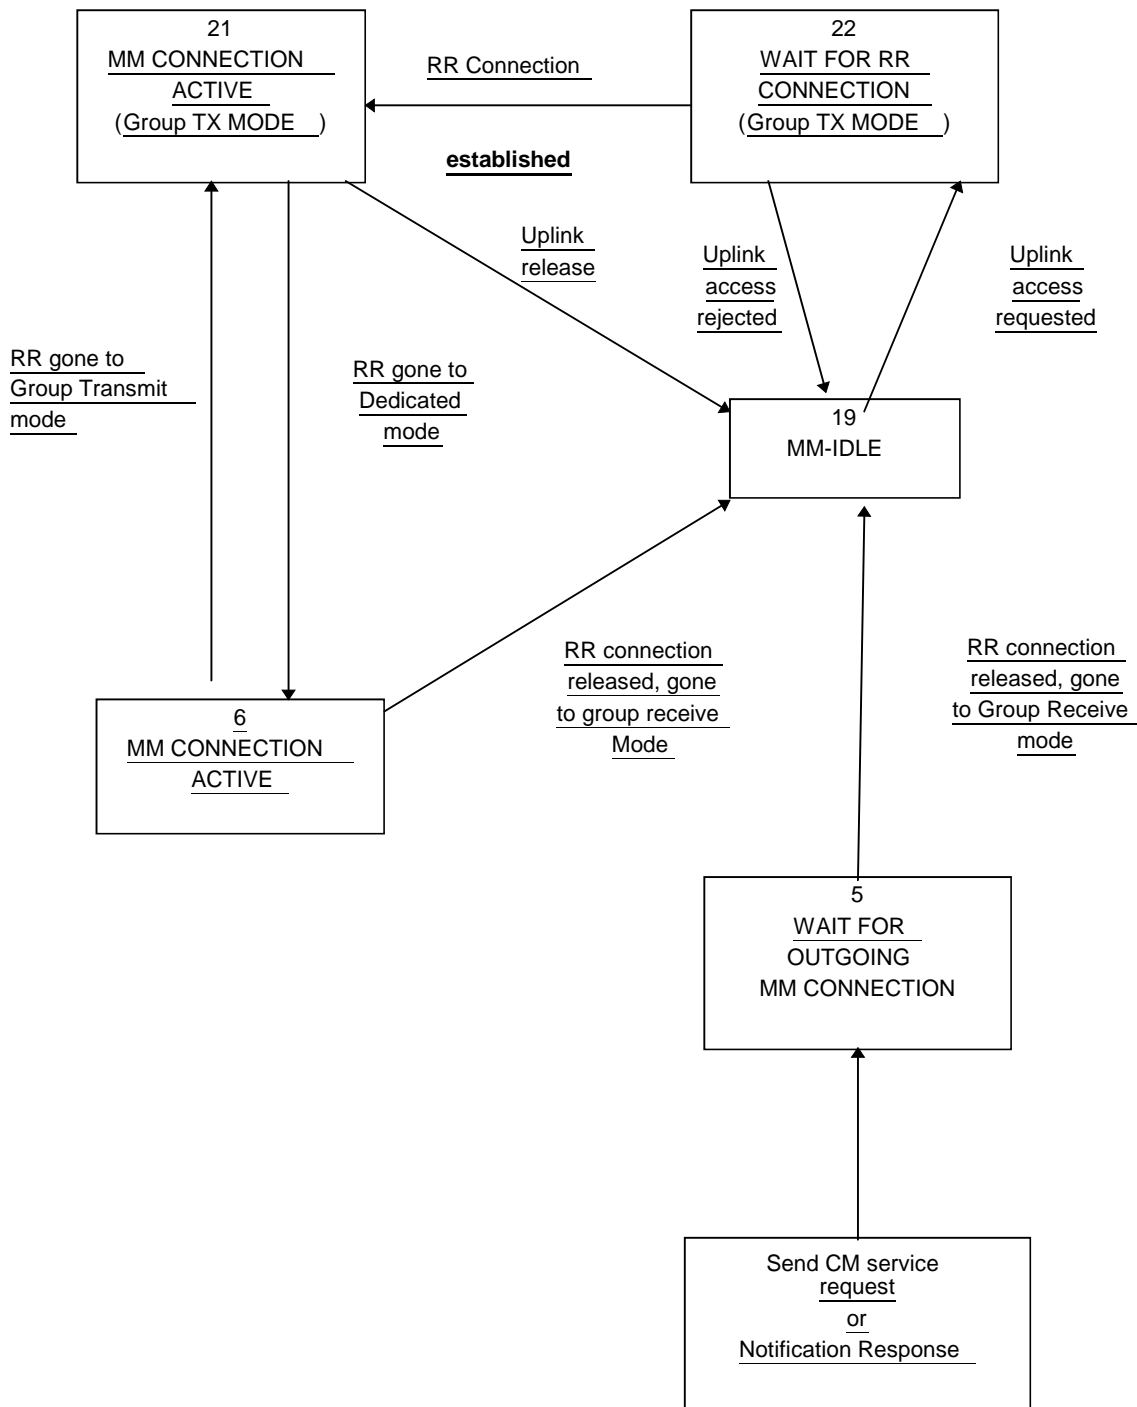 21
MM CONNECTION
ACTIVE
(Group TX MODE )
RR Connection
established
22
WAIT FOR RR
CONNECTION
(Group TX MODE )
Uplink
release
Uplink
access
rejected
Uplink
access
requested
RR gone to
Group Transmit
mode
RR gone to
Dedicated
mode
19
MM-IDLE
RR connection
released, gone
to group receive
Mode
RR connection
released, gone
to Group Receive
mode
6
MM CONNECTION
ACTIVE
5
WAIT FOR
OUTGOING
MM CONNECTION
Send CM service
request
or
Notification Response